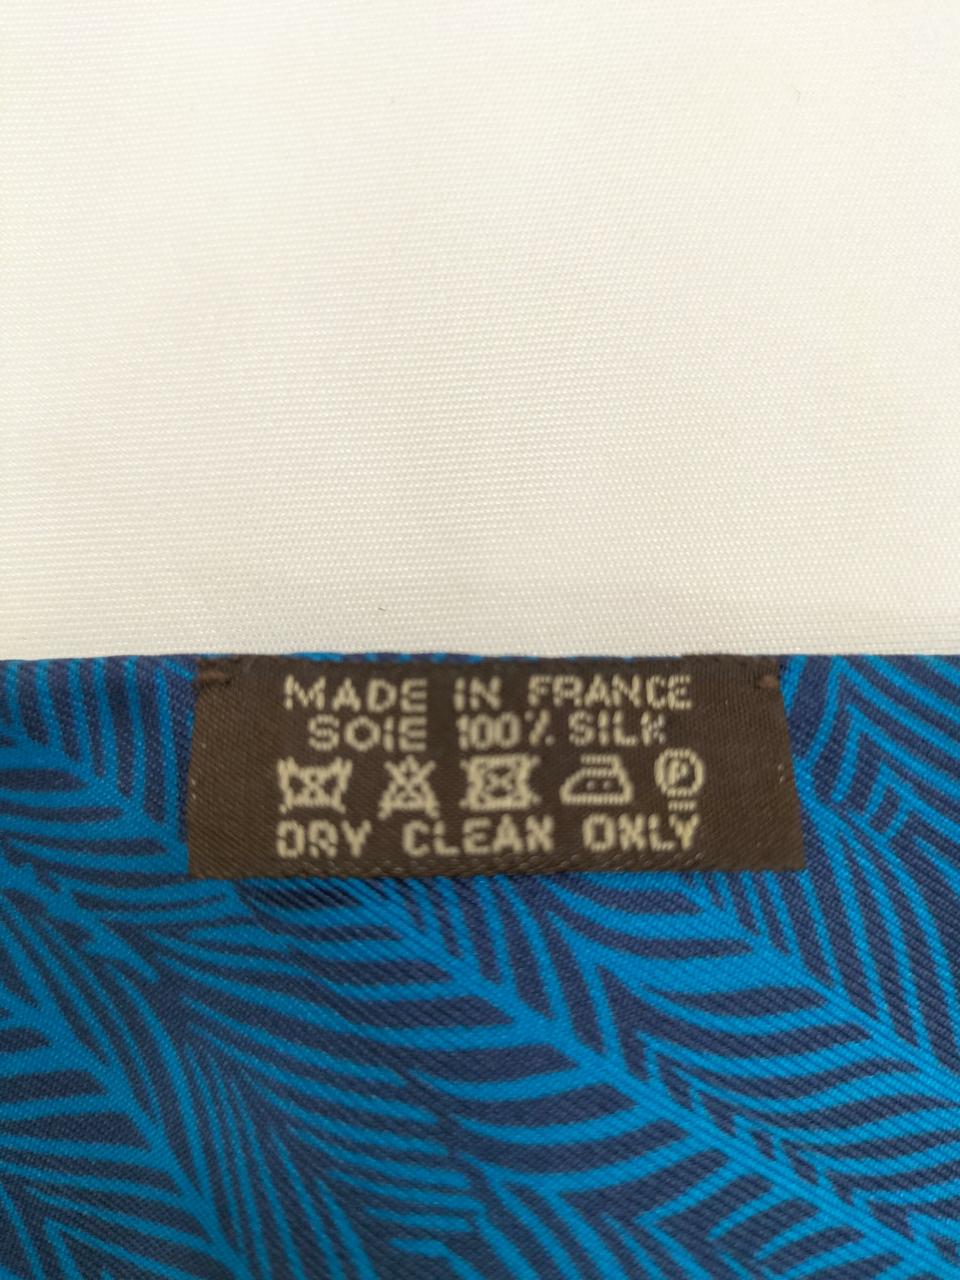 MADE IN FRANCE
SOIE 100% SILK
P
DRY CLEAN ONLY